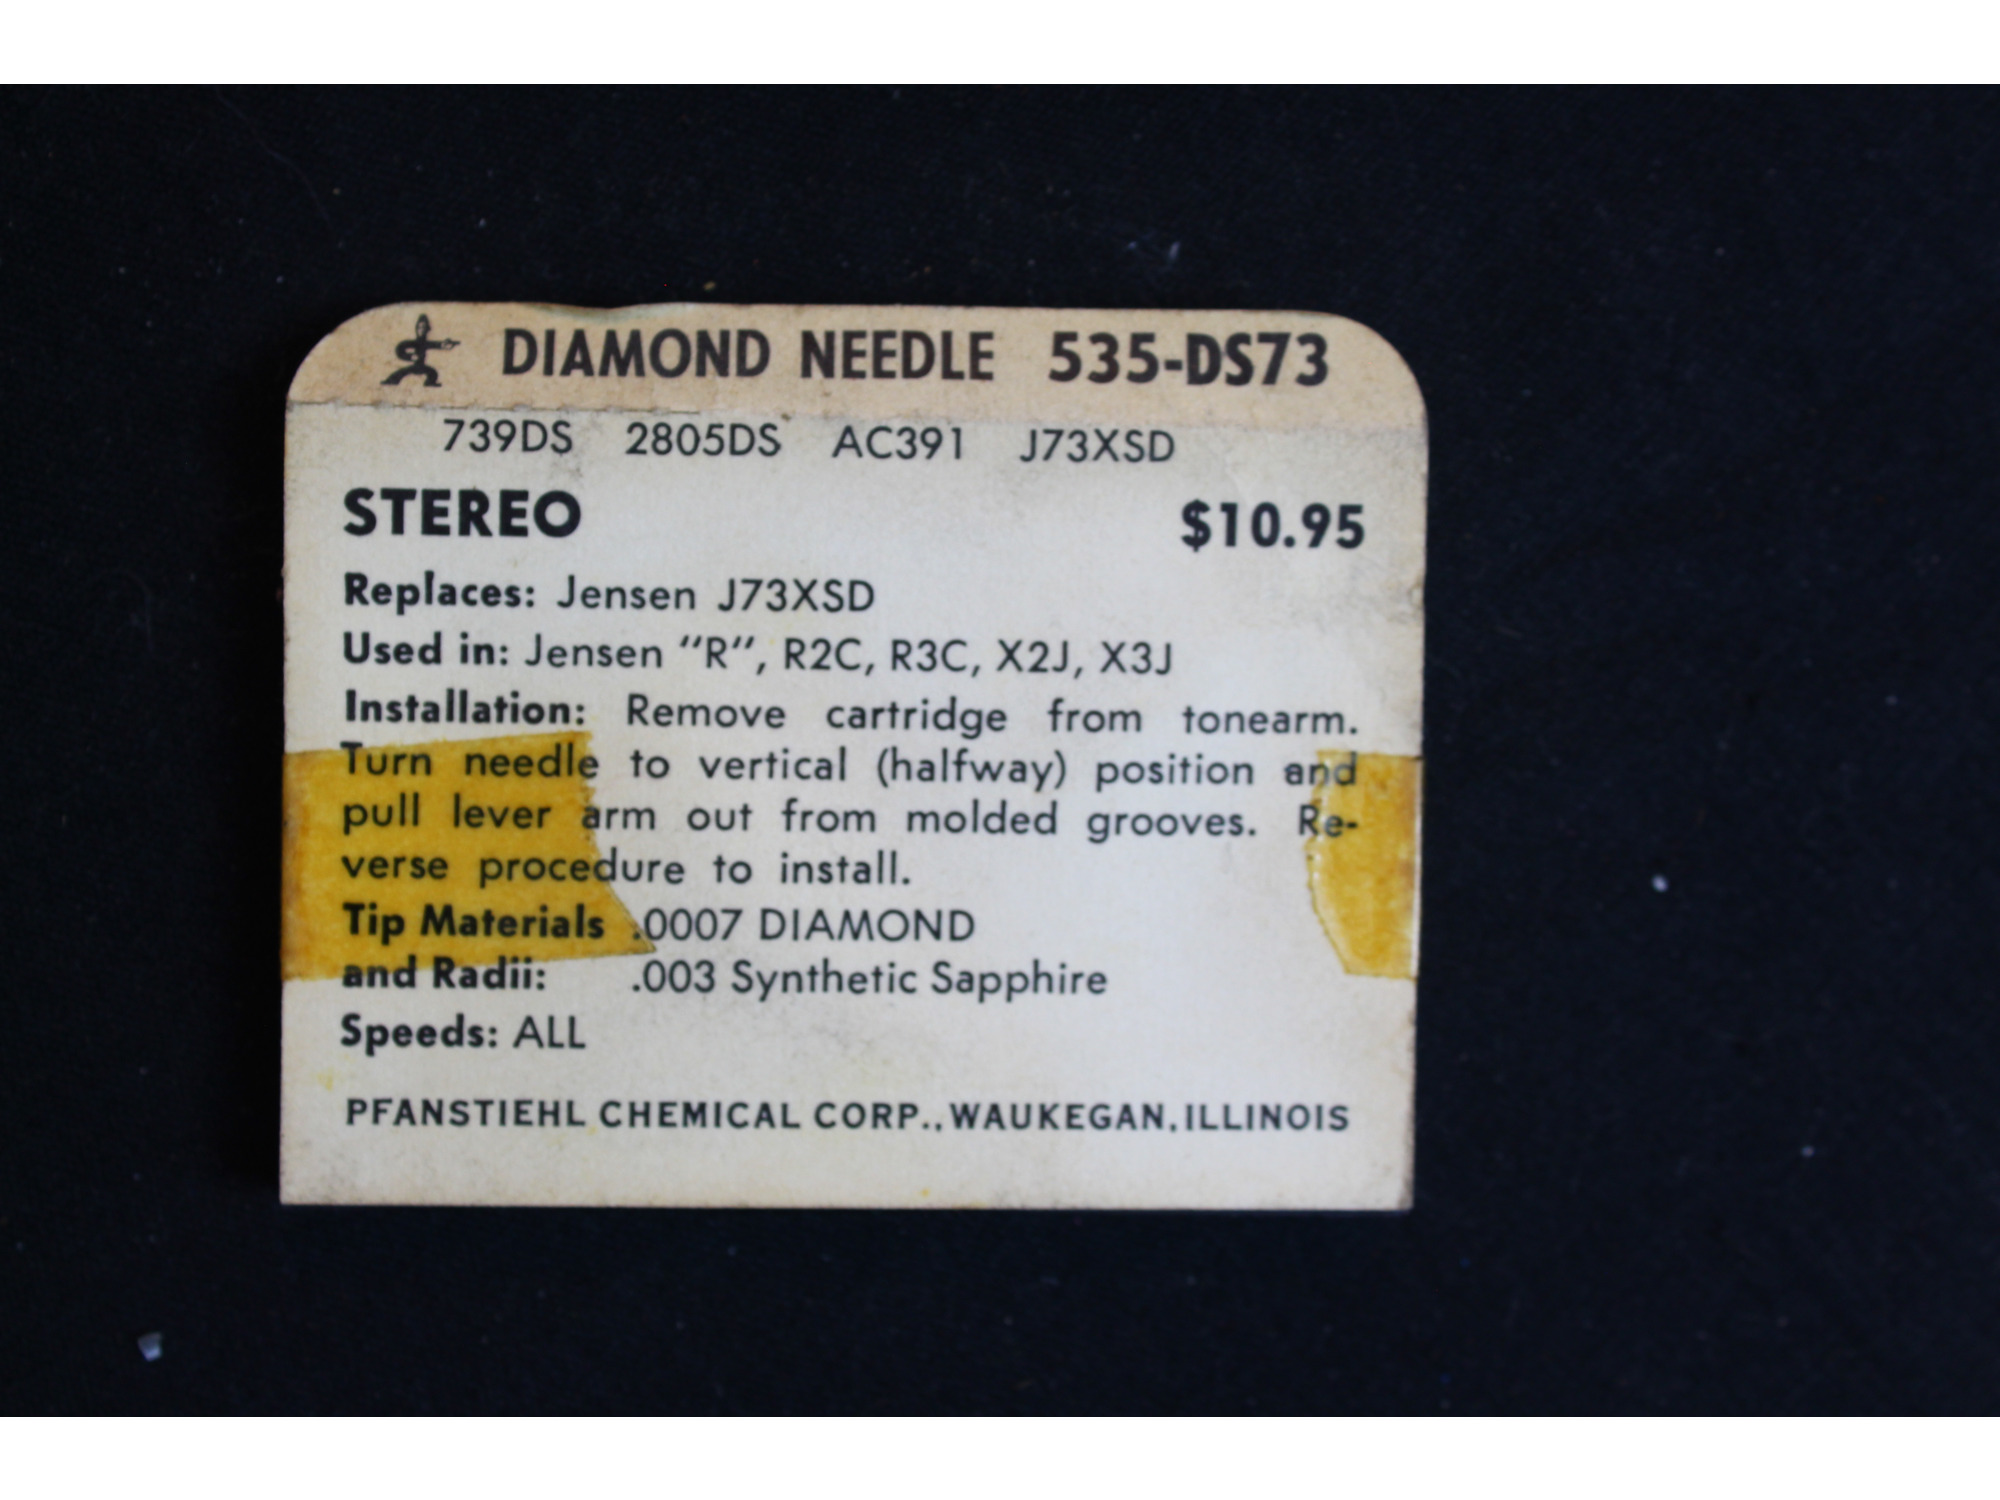 DIAMOND NEEDLE 535-DS73
739DS 2805DS AC391 J73XSD
STEREO $10.95
Replaces: Jensen J73XSD
Used in: Jensen "R", R2C, R3C, X2J, X3J
Installation: Remove cartridge from tonearm.
Turn needle to vertical (halfway) position and
pull lever arm out from molded grooves. Re-
verse procedure to install.
Tip Materials .0007 DIAMOND
and Radii: .003 Synthetic Sapphire
Speeds: ALL
PFANSTIEHL CHEMICAL CORP., WAUKEGAN, ILLINOIS